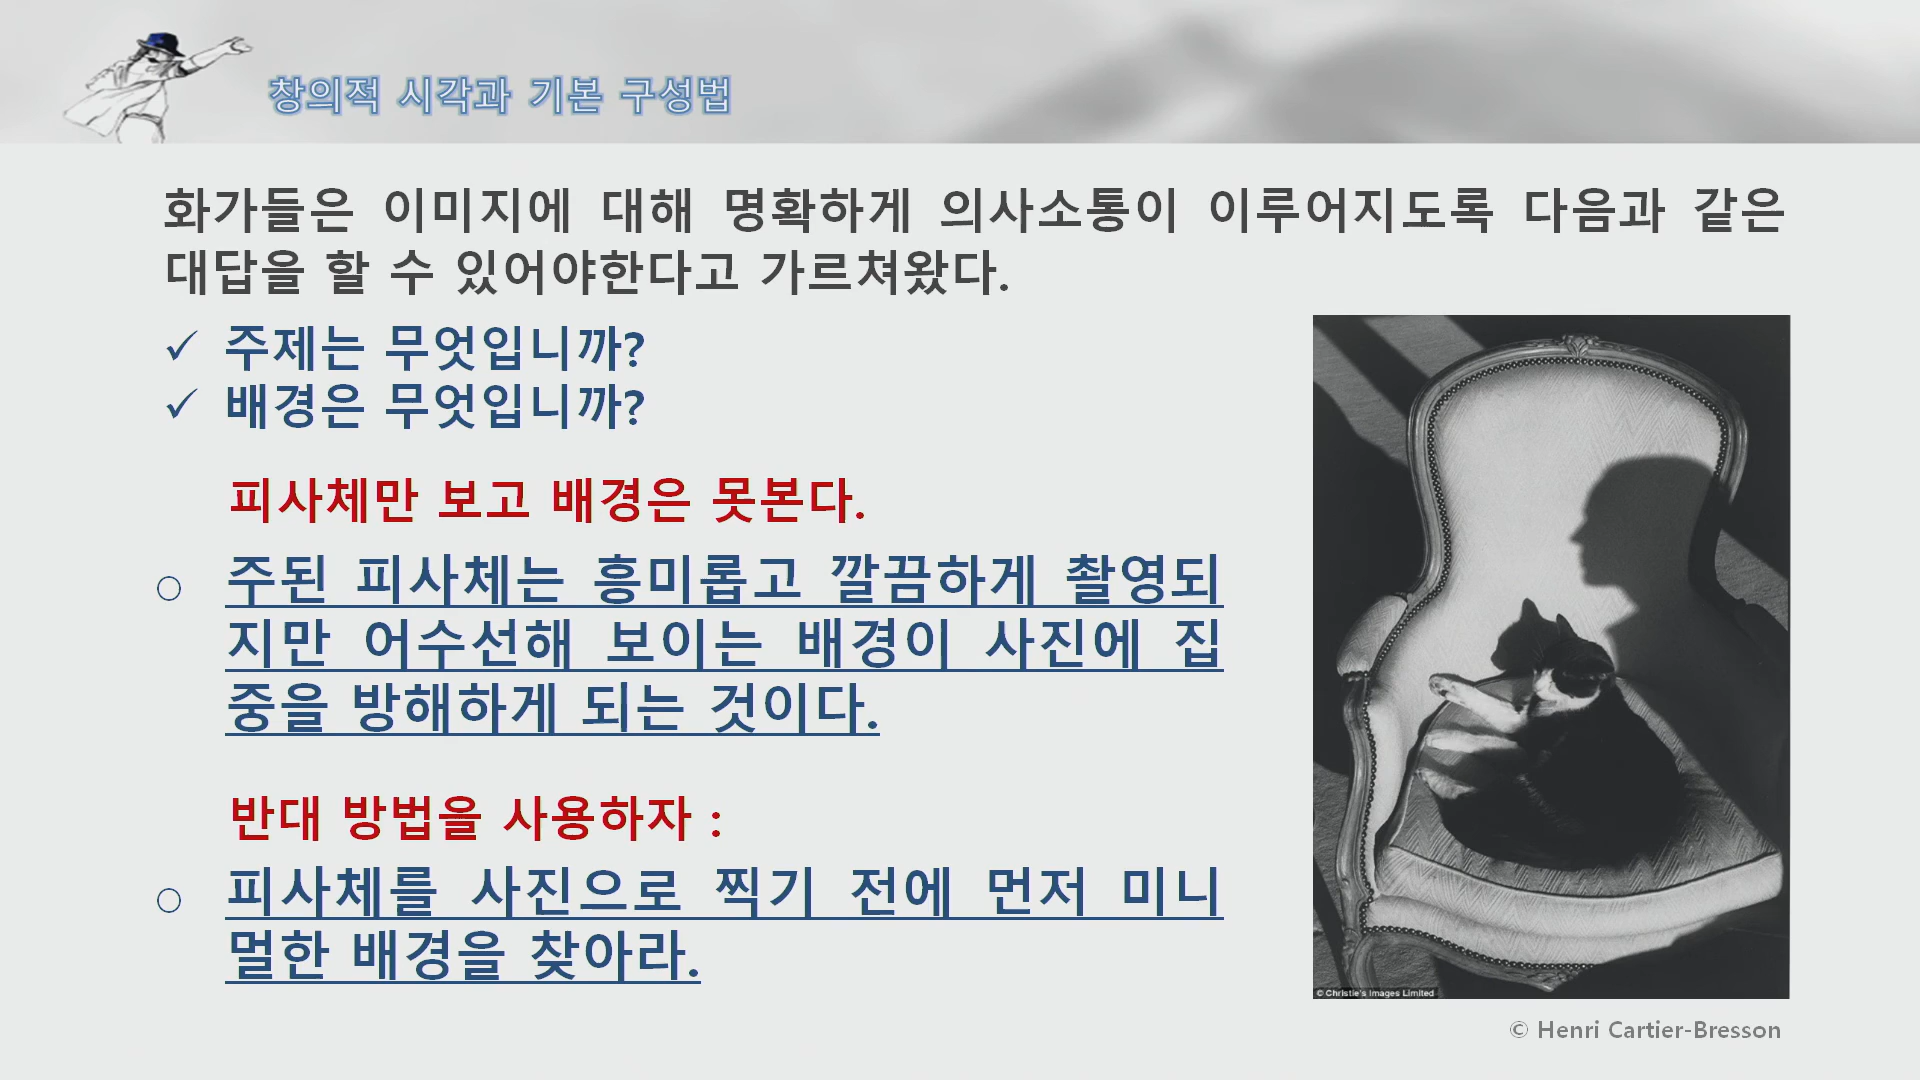 창의적 시각과 기본 구성법
화가들은 이미지에 대해 명확하게 의사소통이 이루어지도록 다음과 같은
대답을 할 수 있어야한다고 가르쳐왔다.
✓ 주제는 무엇입니까?
✓ 배경은 무엇입니까?
피사체만 보고 배경은 못본다.
○ 주된 피사체는 흥미롭고 깔끔하게 촬영되
지만 어수선해 보이는 배경이 사진에 집
중을 방해하게 되는 것이다.
반대 방법을 사용하자 :
○ 피사체를 사진으로 찍기 전에 먼저 미니
멀한 배경을 찾아라.
© Christie's Images Limited
© Henri Cartier-Bresson